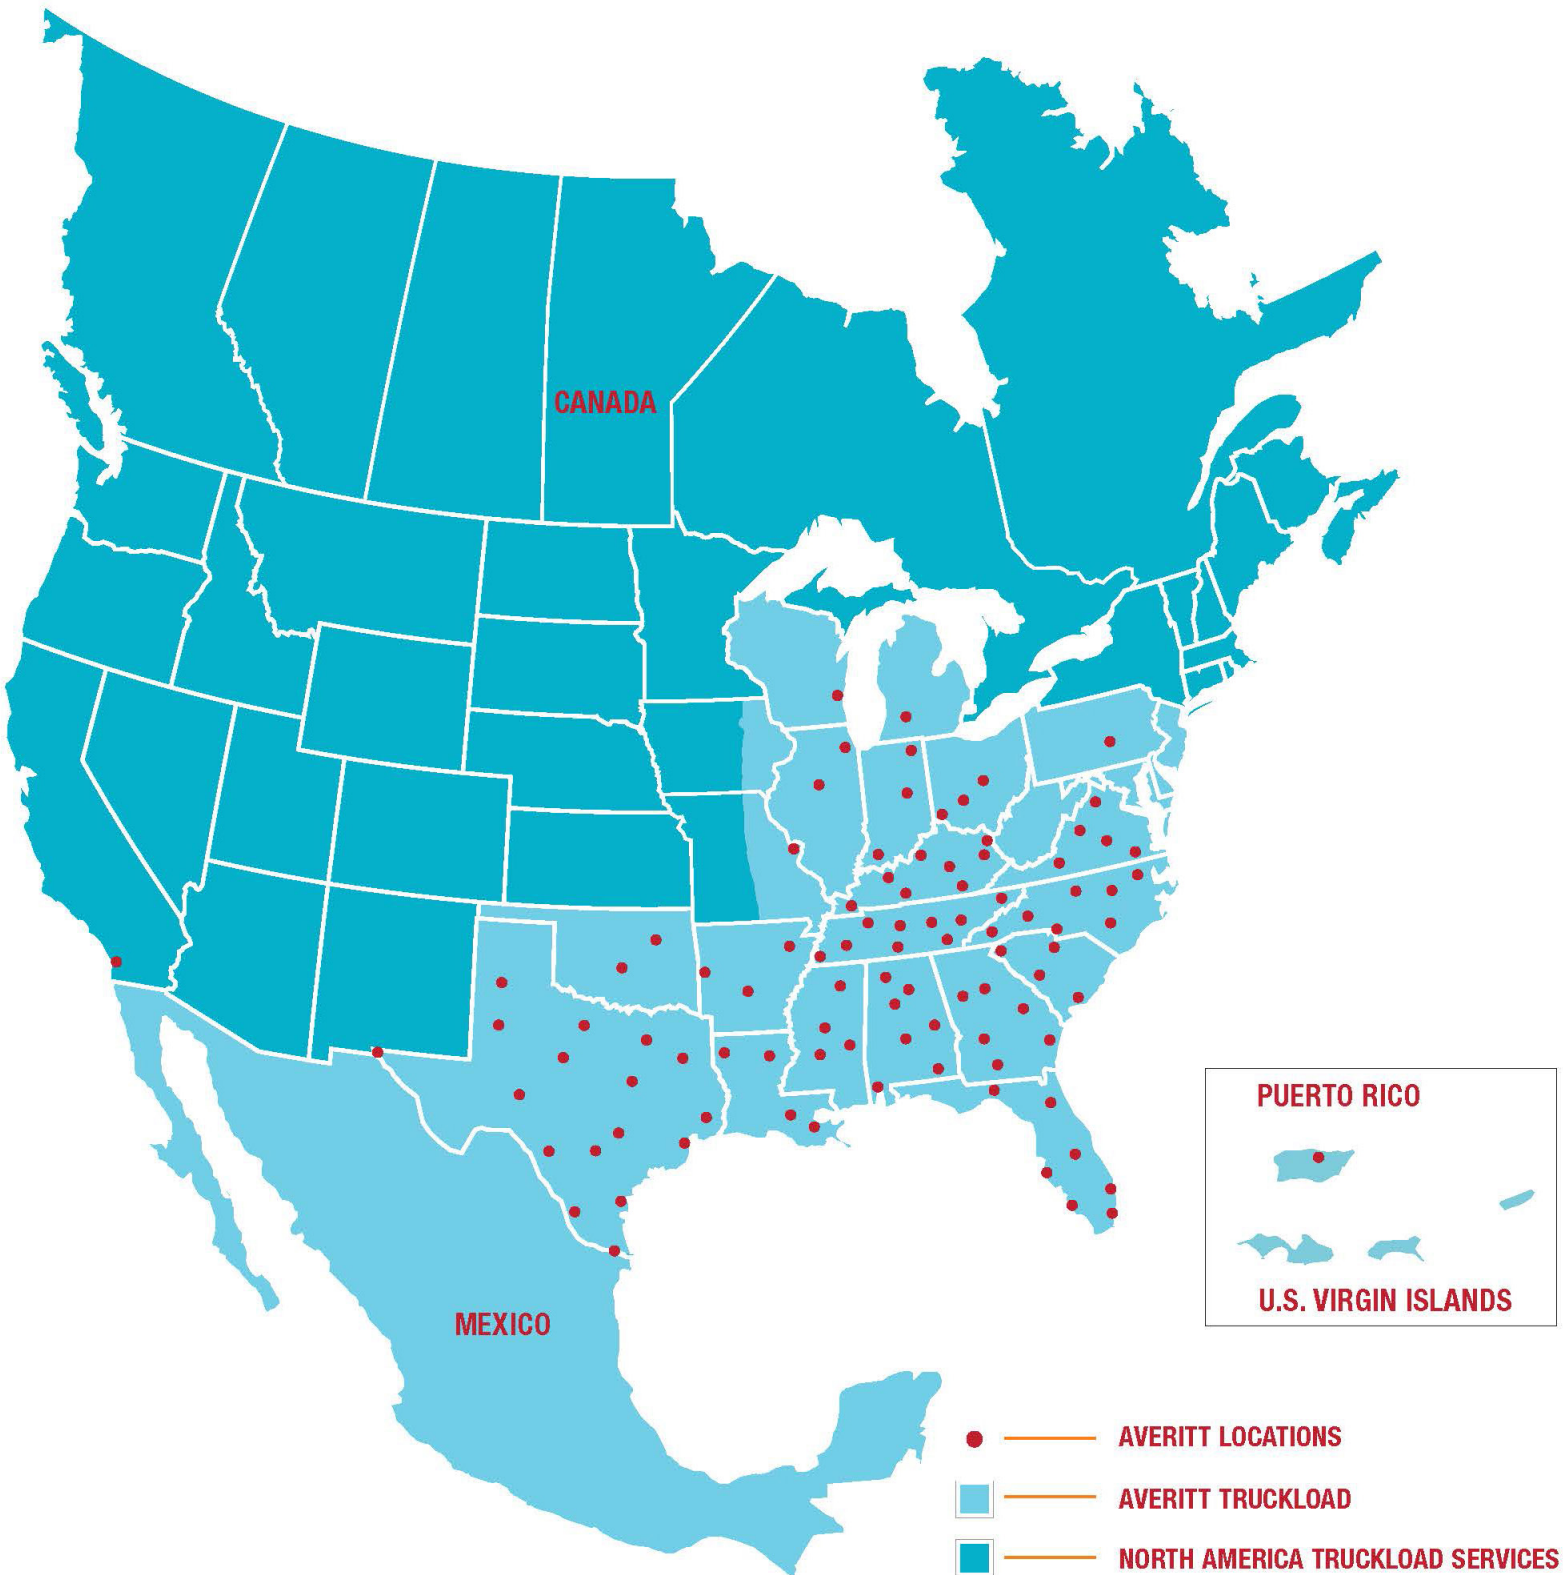 CANADA
PUERTO RICO
U.S. VIRGIN ISLANDS
MEXICO
AVERITT LOCATIONS
AVERITT TRUCKLOAD
NORTH AMERICA TRUCKLOAD SERVICES